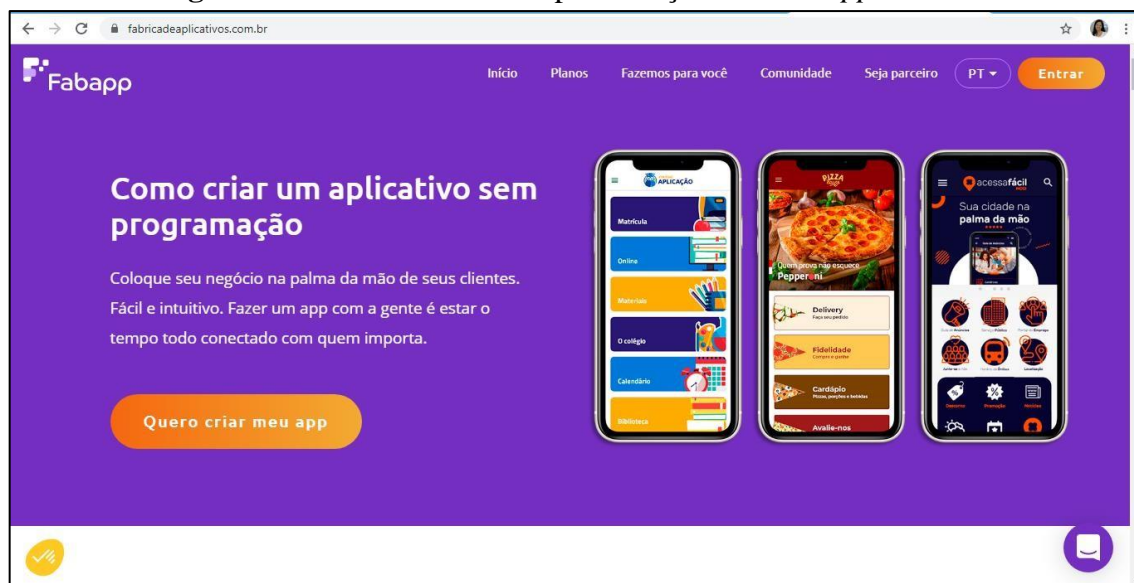 fabricadeaplicativos.com.br
Fabapp
Início Planos Fazemos para você Comunidade Seja parceiro PT Entrar
Como criar um aplicativo sem
programação
Coloque seu negócio na palma da mão de seus clientes.
Fácil e intuitivo. Fazer um app com a gente é estar o
tempo todo conectado com quem importa.
Quero criar meu app
APLICAÇÃO
Matrícula
Online
Materiais
O colégio
Calendário
Biblioteca
PIZZA
Quem prova não esquece
Pepperoni
Delivery
Faça seu pedido
Fidelidade
Compre e ganhe
Cardápio
Pizzas, porções e bebidas
Avalie-nos
acessafácil
Sua cidade na
palma da mão